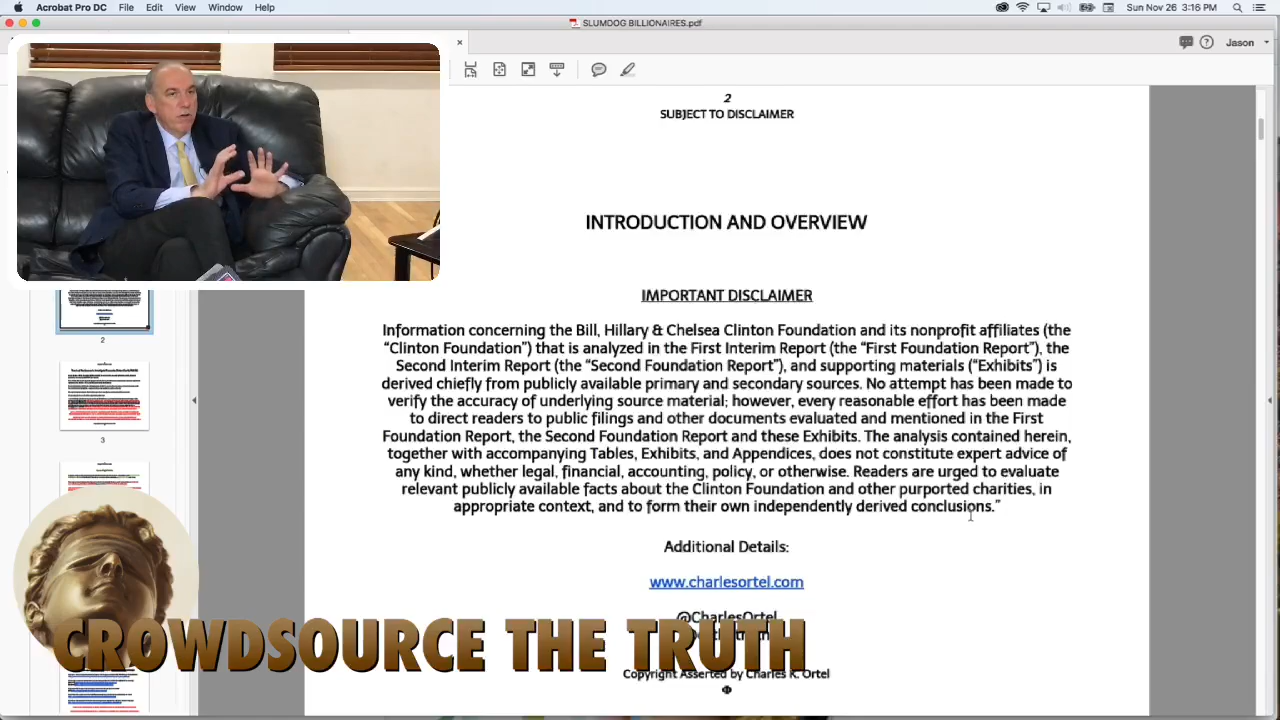 Acrobat Pro DC File Edit View Window Help Sun Nov 26 3:16 PM
SLUMDOG BILLIONAIRES.pdf
Jason
2
SUBJECT TO DISCLAIMER
INTRODUCTION AND OVERVIEW
IMPORTANT DISCLAIMER
Information concerning the Bill, Hillary & Chelsea Clinton Foundation and its nonprofit affiliates (the
“Clinton Foundation”) that is analyzed in the First Interim Report (the “First Foundation Report”), the
Second Interim Report (the “Second Foundation Report”, and supporting materials “Exhibits”) is
derived chiefly from publicly available primary and secondary sources. No attempt has been made to
verify the accuracy of underlying source material; however, reasonable effort has been made
to direct readers to public filings and other documents evaluated and mentioned in the First
Foundation Report, the Second Foundation Report and these Exhibits. The analysis contained herein,
together with accompanying Tables, Exhibits, and Appendices, does not constitute expert advice of
any kind whether legal, financial, accounting, policy, or otherwise. Readers are urged to evaluate
relevant publicly available facts about the Clinton Foundation and other purported charities, in
appropriate context, and to form their own independently derived conclusions.”
Additional Details:
www.charlesortel.com
@CharlesOrtel
Copyright Asserted by Charles K Ortel
2
3
CROWDSOURCE THE TRUTH